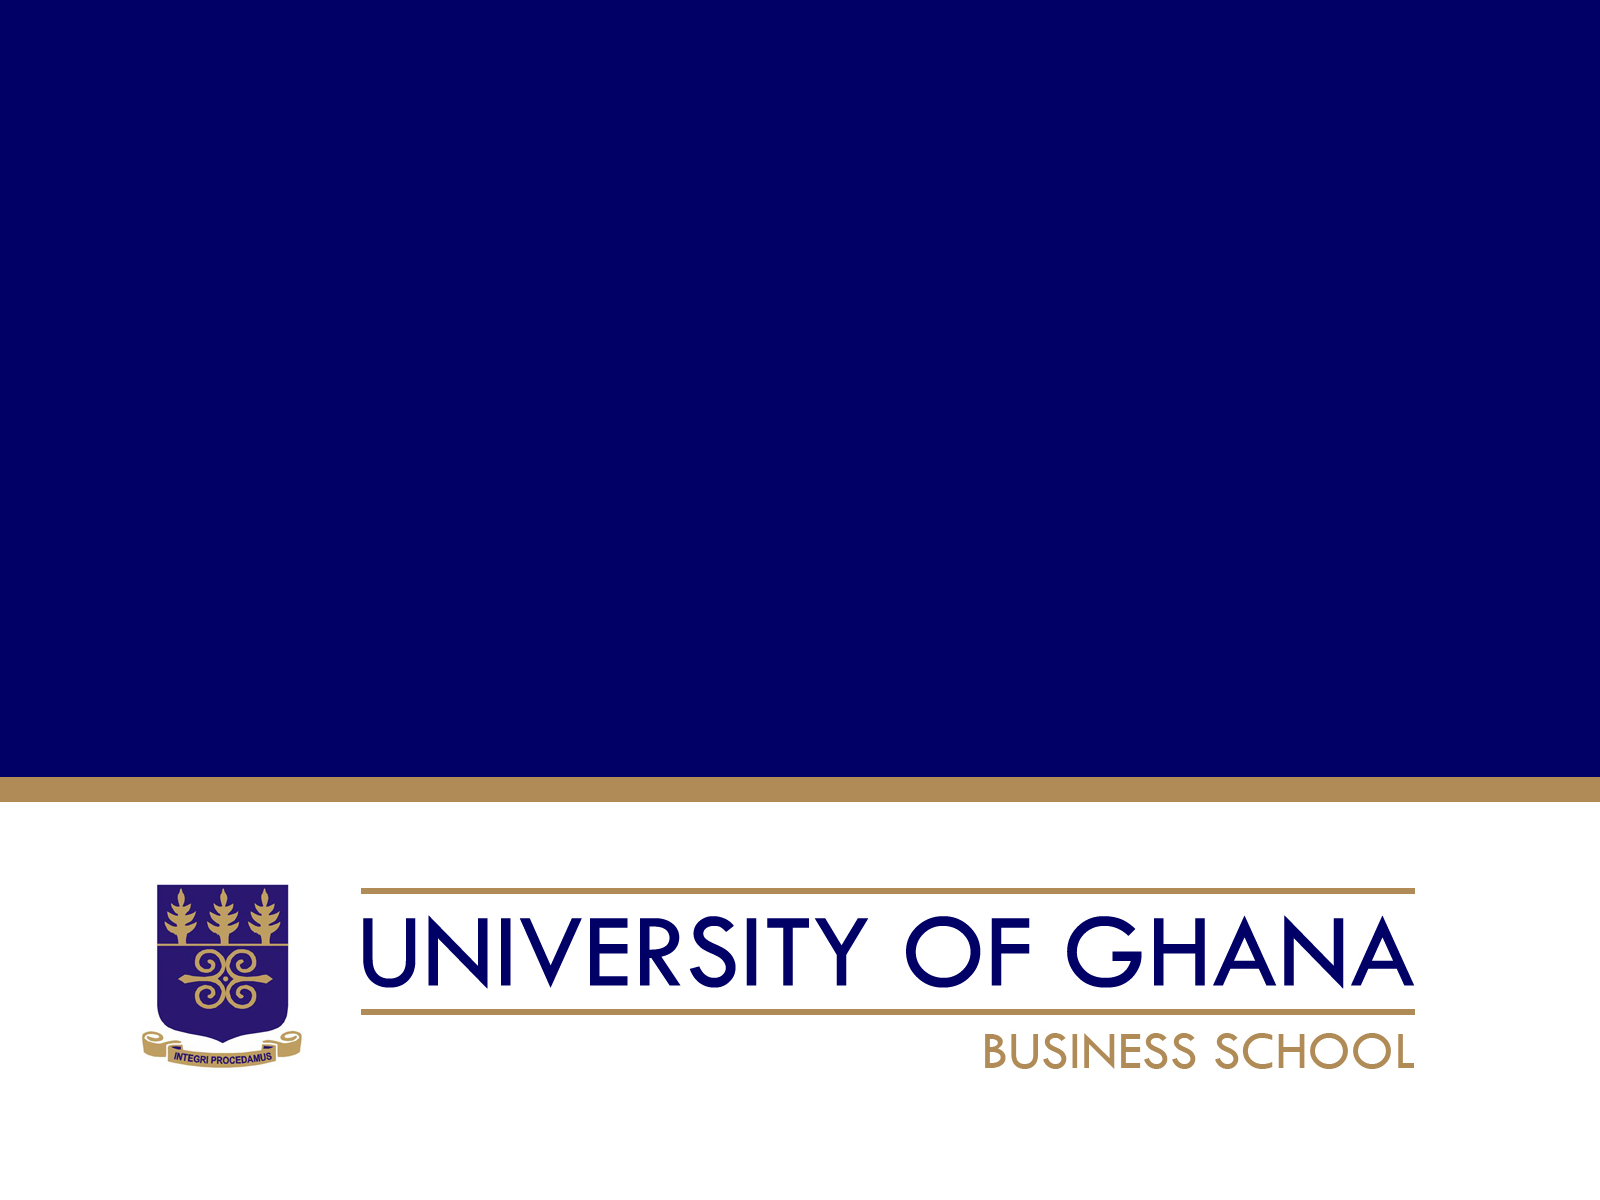 UNIVERSITY OF GHANA
BUSINESS SCHOOL
INTEGRI PROCEDAMUS